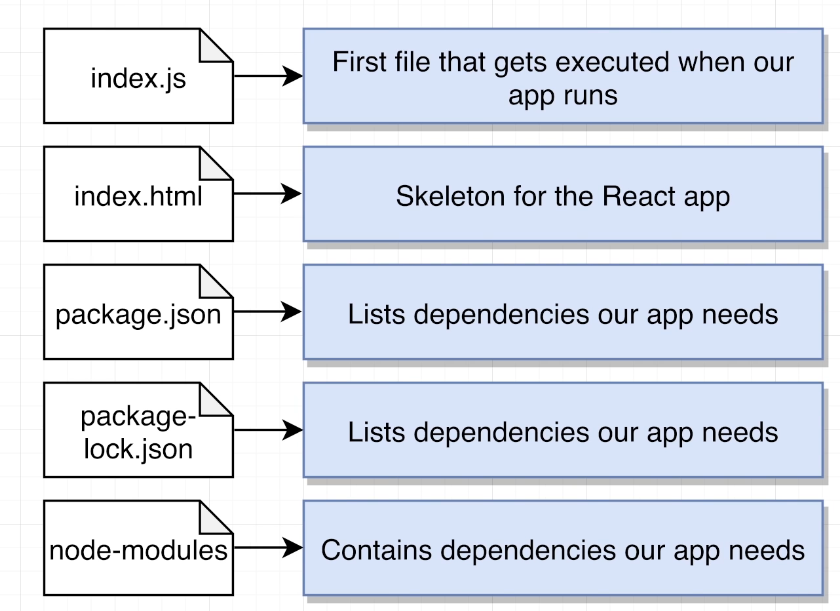 index.js
First file that gets executed when our
app runs
index.html
Skeleton for the React app
package.json
Lists dependencies our app needs
package-
lock.json
Lists dependencies our app needs
node-modules
Contains dependencies our app needs